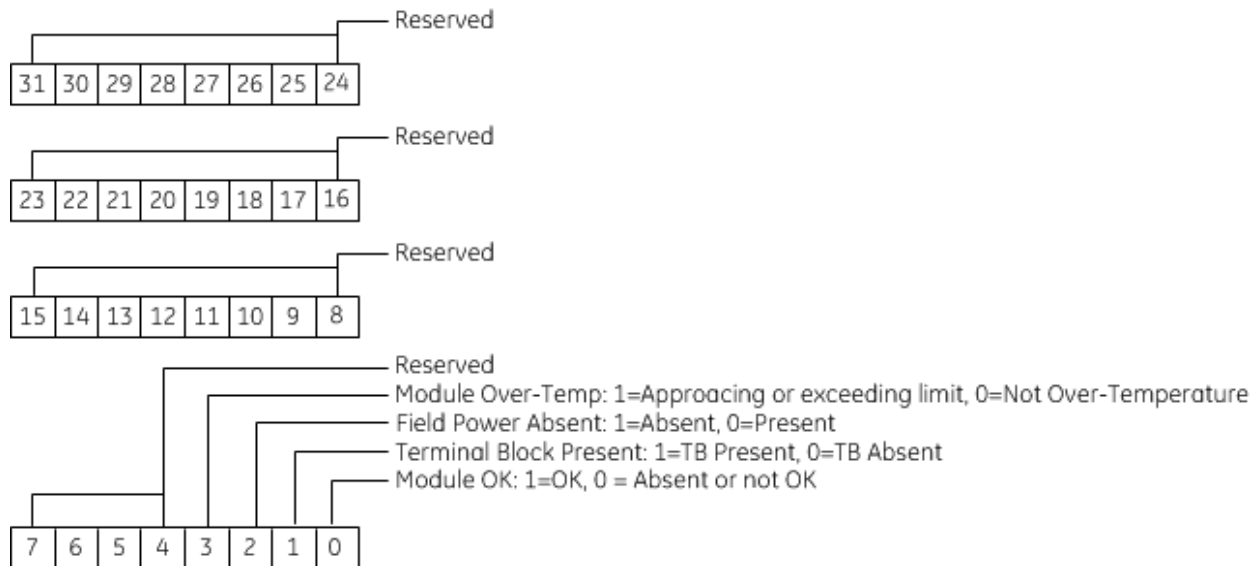 Reserved
31 30 29 28 27 26 25 24
Reserved
23 22 21 20 19 18 17 16
Reserved
15 14 13 12 11 10 9 8
Reserved
Module Over-Temp: 1=Approacing or exceeding limit, 0=Not Over-Temperature
Field Power Absent: 1=Absent, 0=Present
Terminal Block Present: 1=TB Present, 0=TB Absent
Module OK: 1=OK, 0 = Absent or not OK
7 6 5 4 3 2 1 0